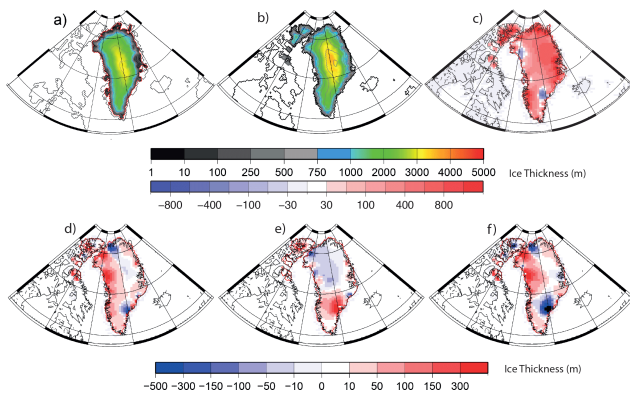 a) b) c)
1 10 100 250 500 750 1000 2000 3000 4000 5000 Ice Thickness (m)
−800 −400 −100 −30 30 100 400 800
d) e) f)
Ice Thickness (m)
−500 −300 −150 −100 −50 −10 0 10 50 100 150 300